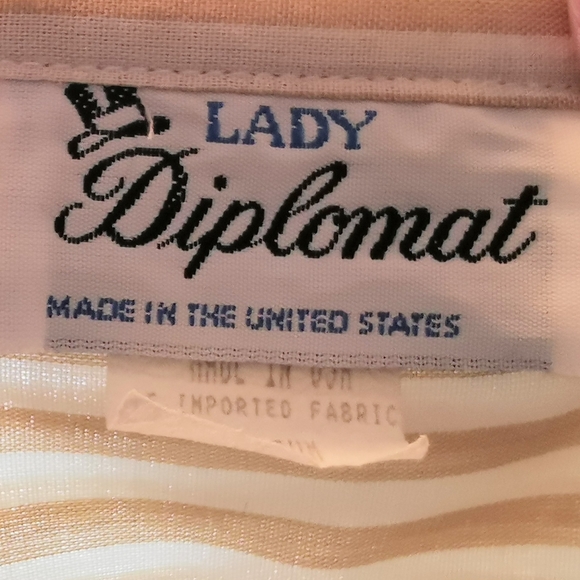 LADY
Diplomat
MADE IN THE UNITED STATES
MADE IN USA
IMPORTED FABRIC